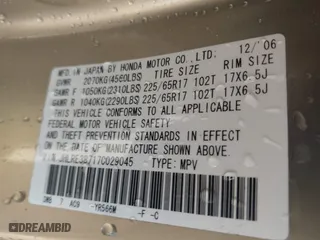 MFD. IN JAPAN BY HONDA MOTOR CO., LTD. 12/'06
GVWR 2070KG(4560LBS) TIRE SIZE RIM SIZE
GAWR F 1050KG(2310LBS) 225/65R17 102T 17X6.5J
GAWR R 1040KG(2290LBS) 225/65R17 102T 17X6.5J
THIS VEHICLE CONFORMS TO ALL APPLICABLE
FEDERAL MOTOR VEHICLE SAFETY AND
THEFT PREVENTION STANDARDS IN EFFECT ON
THE DATE OF MANUFACTURE SHOWN ABOVE.
TYPE: MPV
-YR566M -F -C